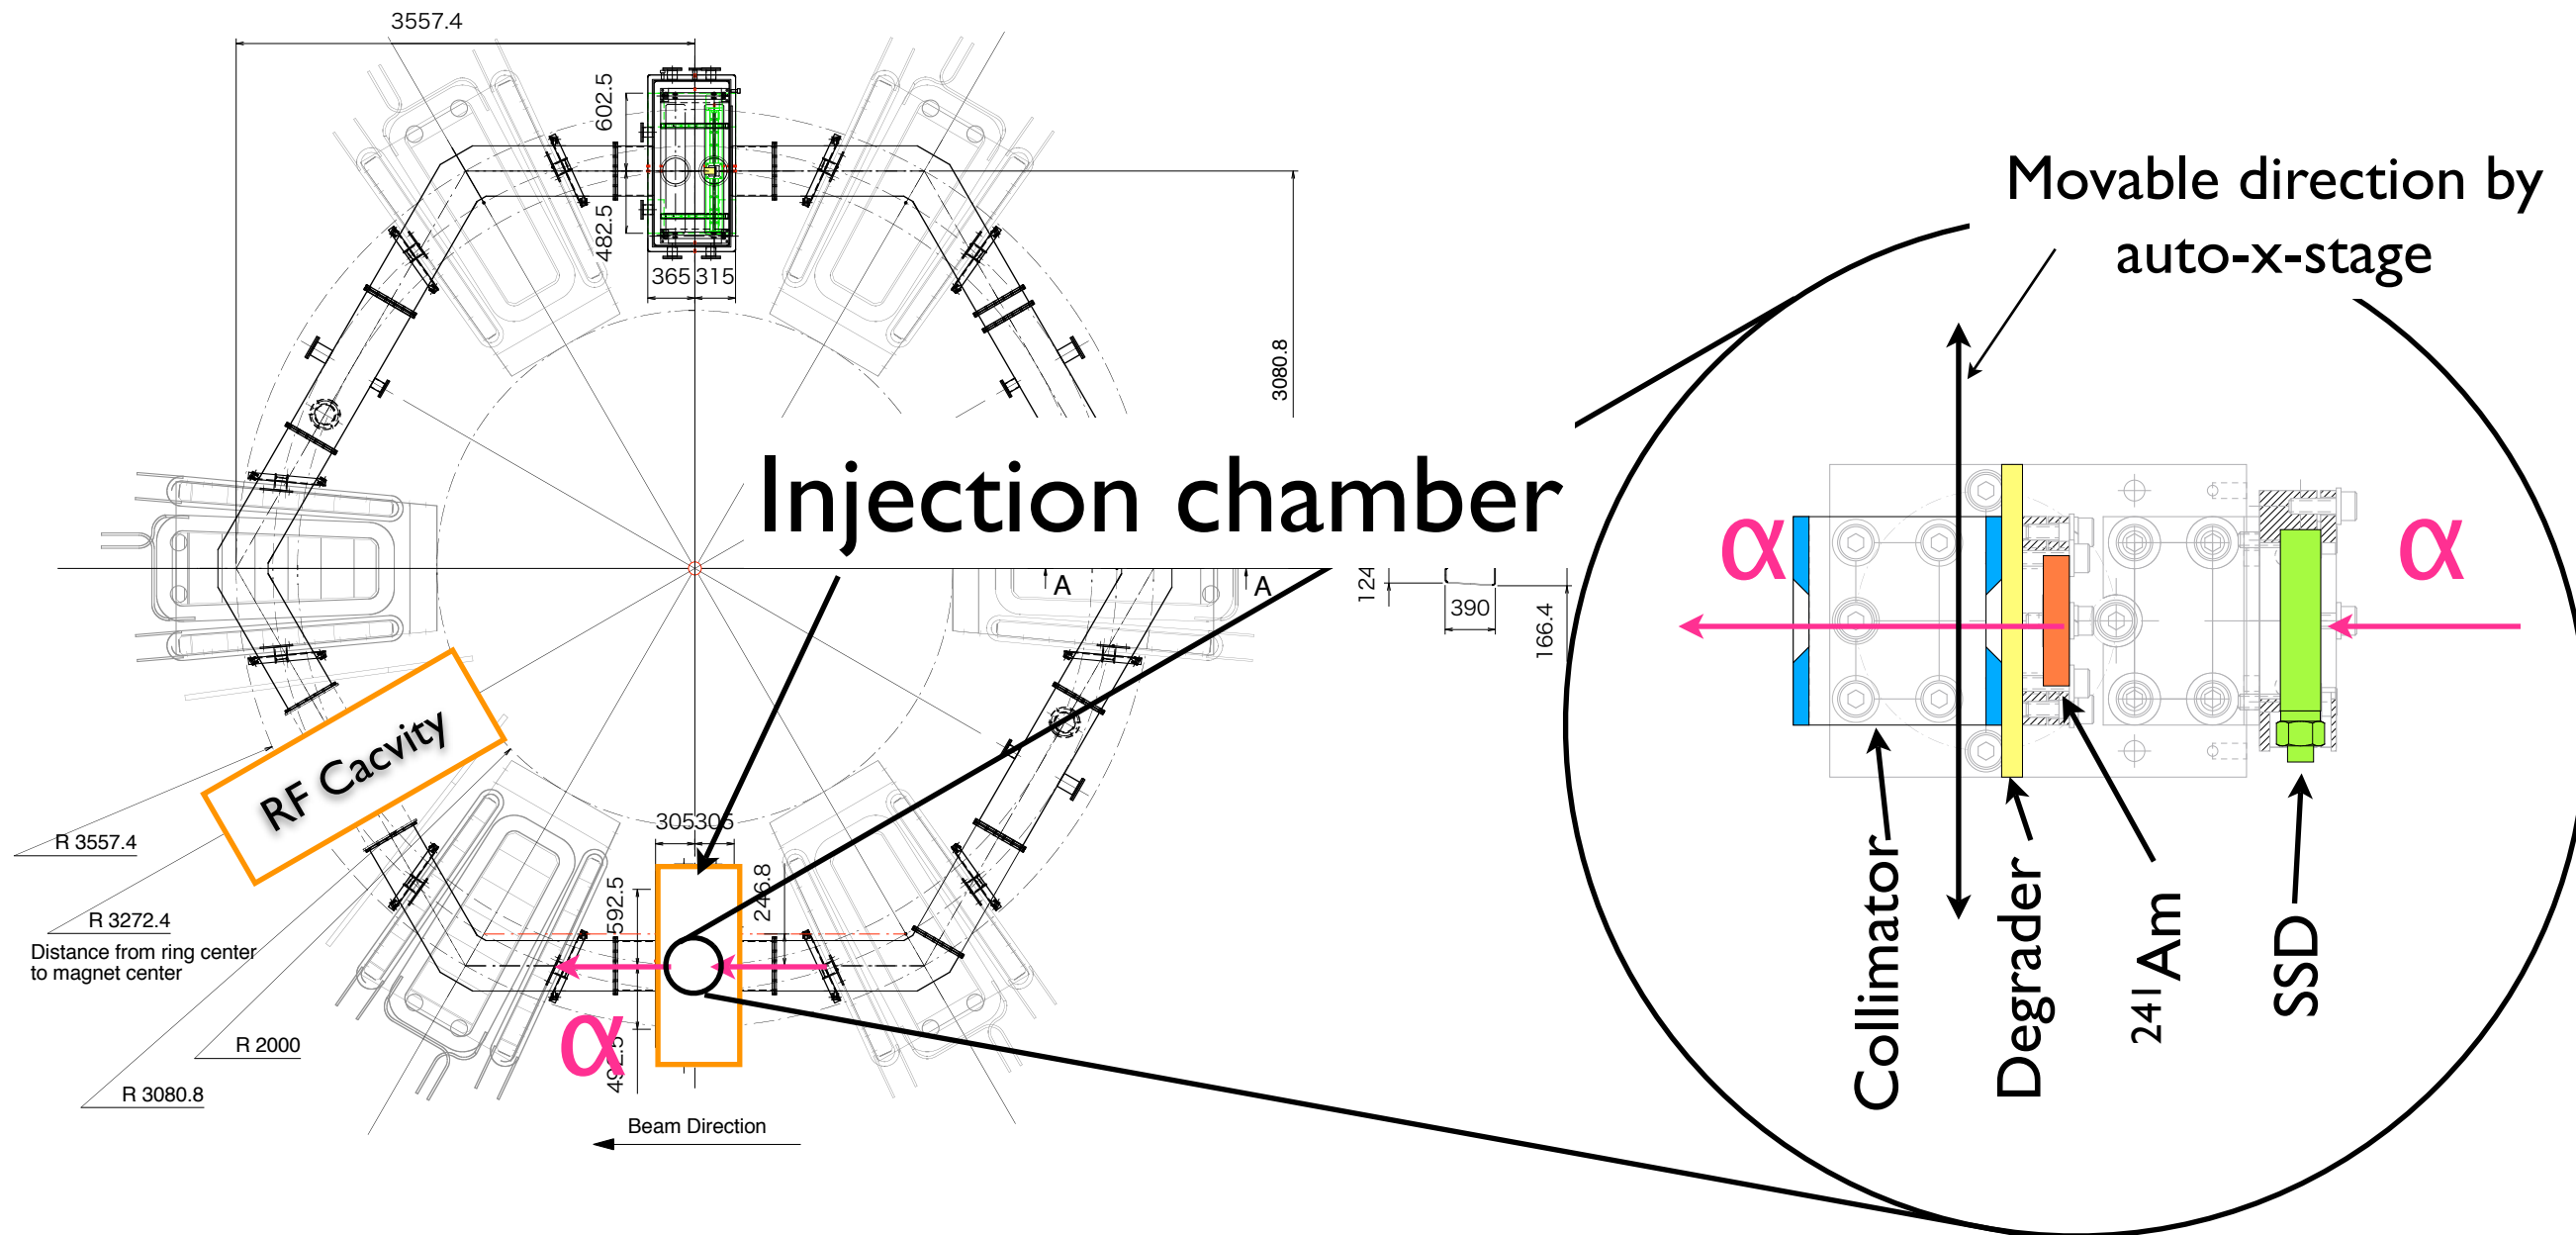 3557.4
602.5
482.5
365
315
3080.8
Movable direction by
auto-x-stage
Injection chamber
A
A
124
390
166.4
α
α
RF Cacvity
R 3557.4
R 3272.4
Distance from ring center
to magnet center
R 2000
R 3080.8
305
305
592.5
246.8
α
492.5
Beam Direction
Collimator
Degrader
241Am
SSD